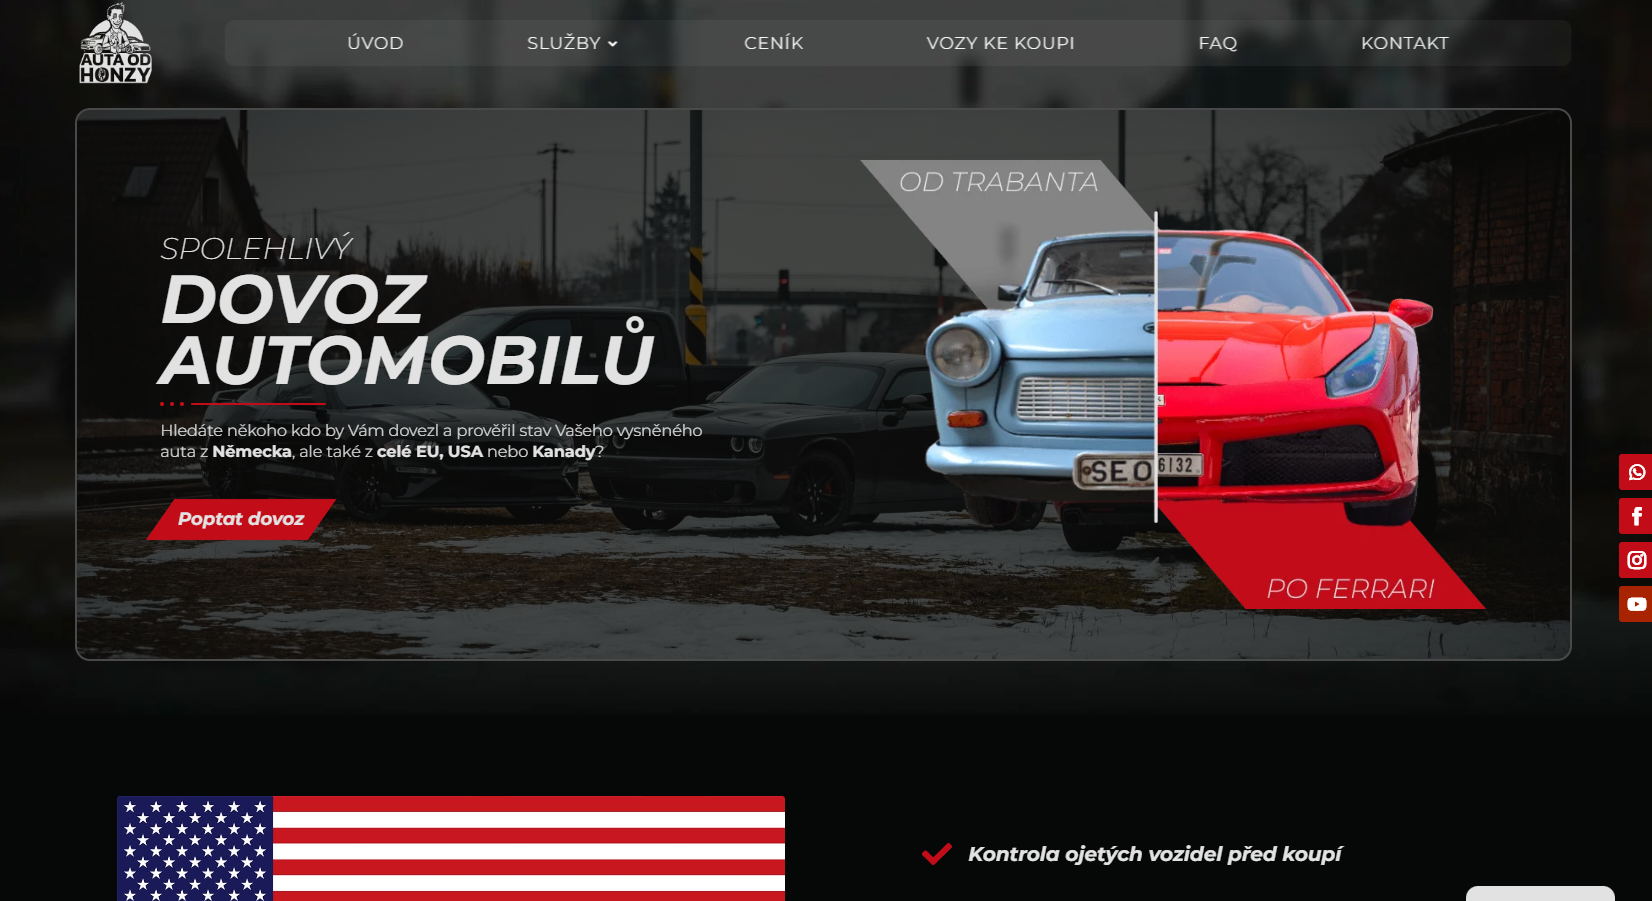 AUTA OD
HONZY
ÚVOD
SLUŽBY
CENÍK
VOZY KE KOUPI
FAQ
KONTAKT
OD TRABANTA
SPOLEHLIVÝ
DOVOZ
AUTOMOBILŮ
Hledáte někoho kdo by Vám dovezl a prověřil stav Vašeho vysněného
auta z Německa, ale také z celé EU, USA nebo Kanady?
Poptat dovoz
SEO
6132
PO FERRARI
Kontrola ojetých vozidel před koupí